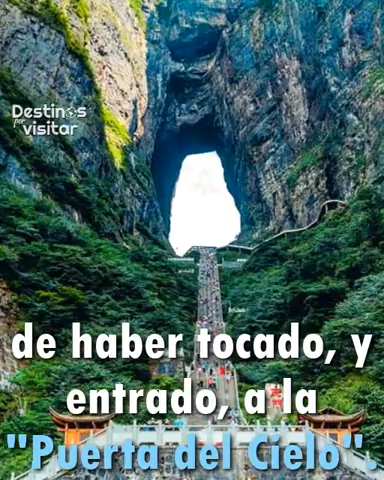 Destinos
por
visitar
de haber tocado, y
entrado, a la
"Puerta del Cielo".